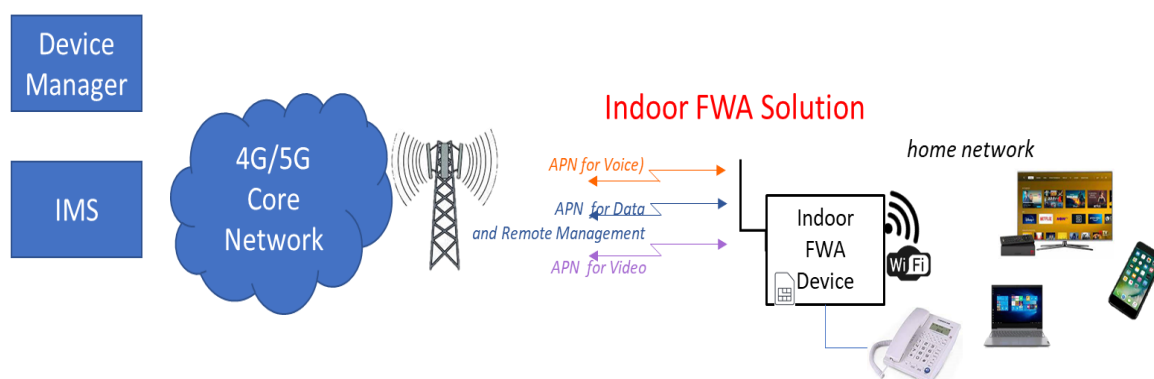 Device
Manager
IMS
4G/5G
Core
Network
Indoor FWA Solution
APN for Voice)
APN for Data
and Remote Management
APN for Video
Indoor
FWA
Device
WiFi
home network